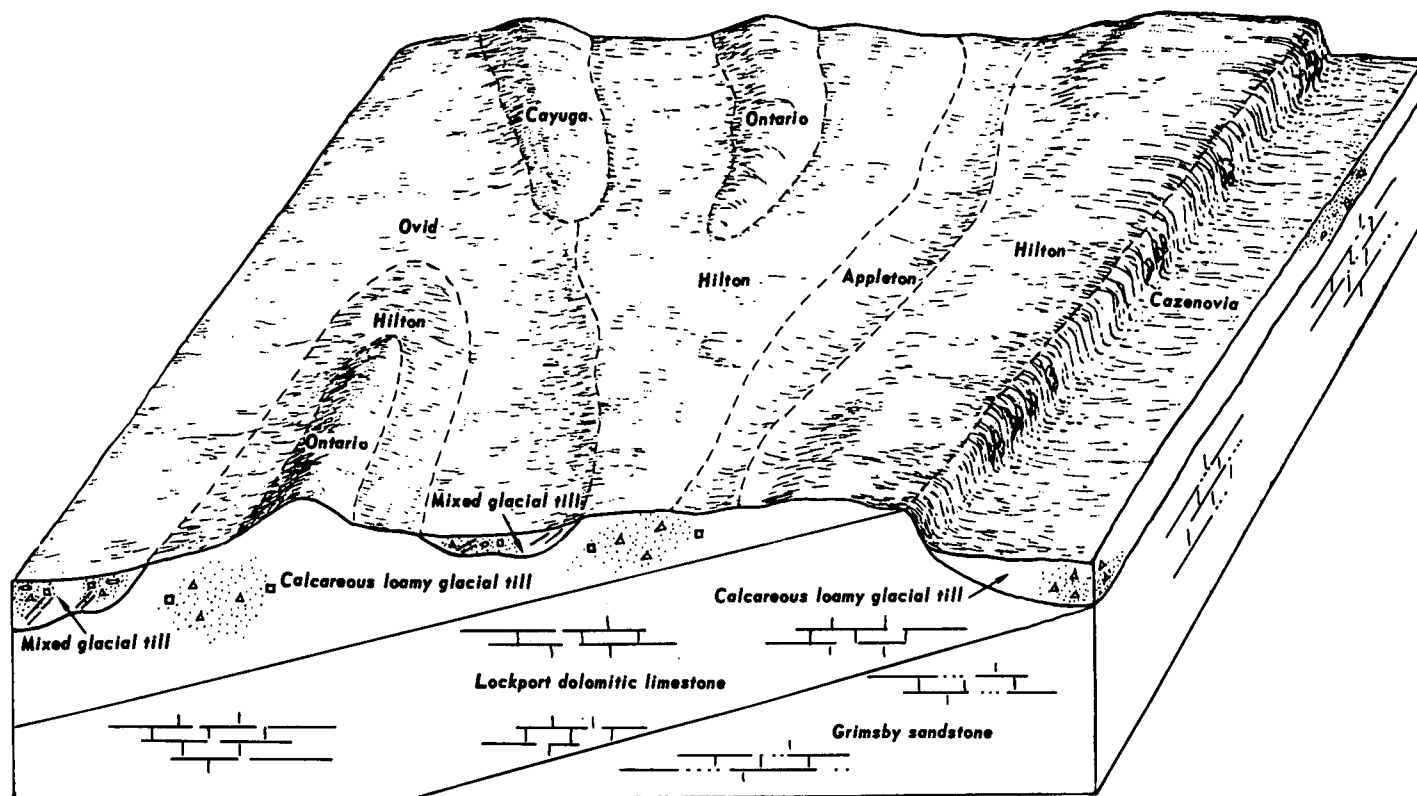 Cayuga
Ontario
Ovid
Hilton
Hilton
Appleton
Hilton
Cazenovia
Ontario
Mixed glacial till
Calcareous loamy glacial till
Calcareous loamy glacial till
Mixed glacial till
Lockport dolomitic limestone
Grimsby sandstone